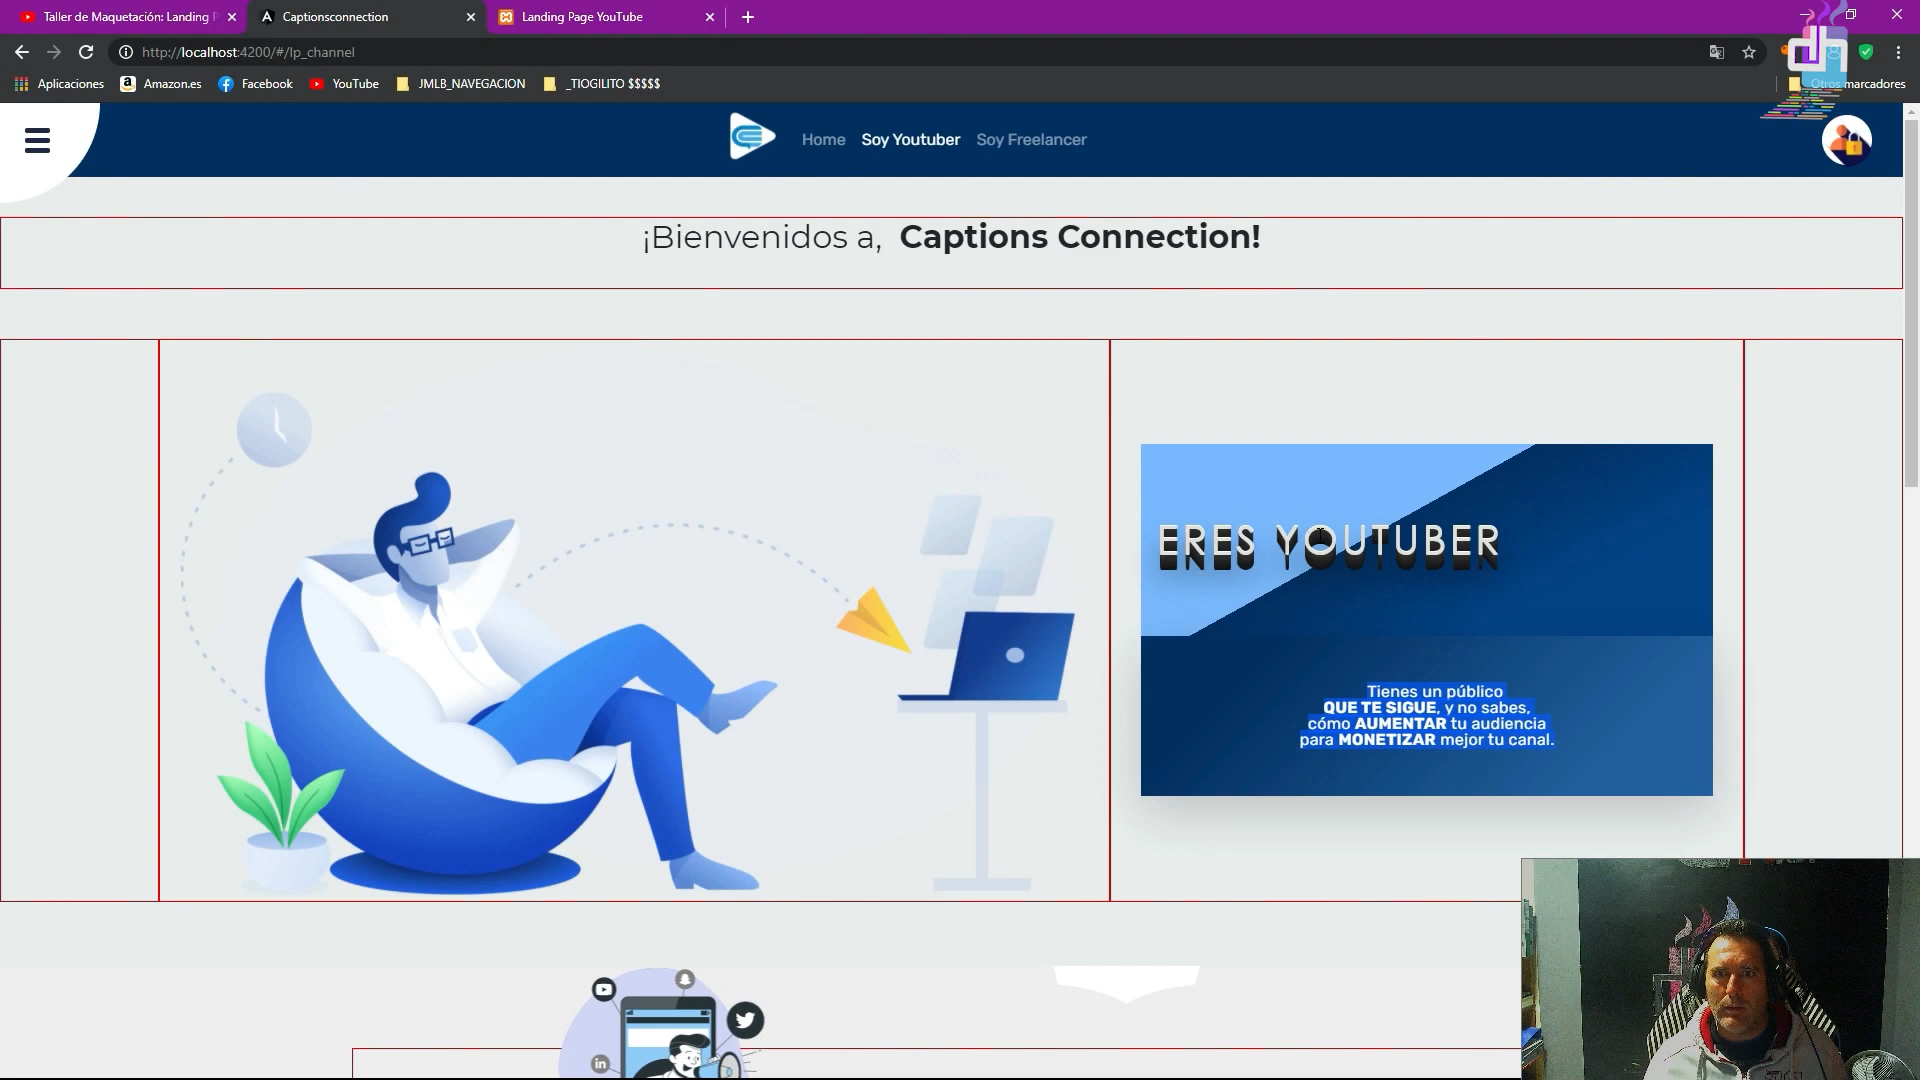 Taller de Maquetación: Landing P
Captionsconnection
Landing Page YouTube
http://localhost:4200/#/lp_channel
Aplicaciones
Amazon.es
Facebook
YouTube
JMLB_NAVEGACION
_TIOGILITO $$$$$
Otros marcadores
Home
Soy Youtuber
Soy Freelancer
¡Bienvenidos a, Captions Connection!
ERES YOUTUBER
Tienes un público
QUE TE SIGUE, y no sabes,
cómo AUMENTAR tu audiencia
para MONETIZAR mejor tu canal.
in